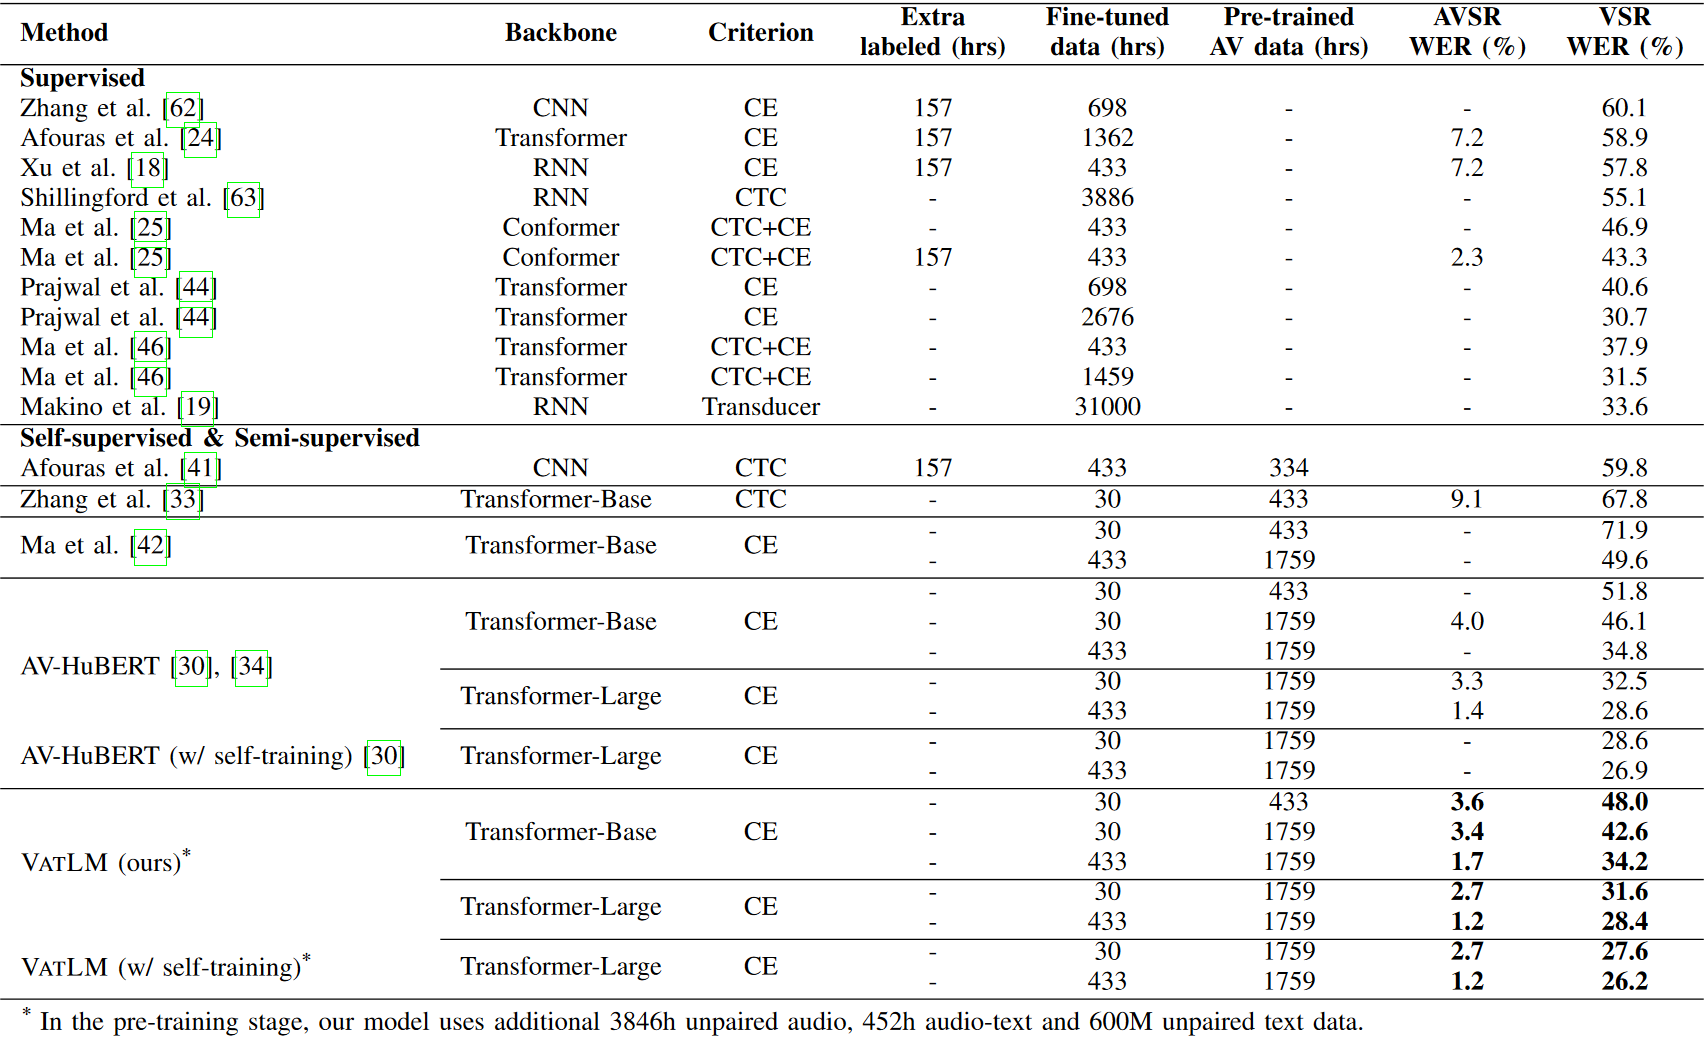 Method Backbone Criterion Extra labeled (hrs) Fine-tuned data (hrs) Pre-trained AV data (hrs) AVSR WER (%) VSR WER (%)
Supervised
Zhang et al. [62] CNN CE 157 698 - - 60.1
Afouras et al. [24] Transformer CE 157 1362 - 7.2 58.9
Xu et al. [18] RNN CE 157 433 - 7.2 57.8
Shillingford et al. [63] RNN CTC - 3886 - - 55.1
Ma et al. [25] Conformer CTC+CE - 433 - - 46.9
Ma et al. [25] Conformer CTC+CE 157 433 - 2.3 43.3
Prajwal et al. [44] Transformer CE - 698 - - 40.6
Prajwal et al. [44] Transformer CE - 2676 - - 30.7
Ma et al. [46] Transformer CTC+CE - 433 - - 37.9
Ma et al. [46] Transformer CTC+CE - 1459 - - 31.5
Makino et al. [19] RNN Transducer - 31000 - - 33.6
Self-supervised & Semi-supervised
Afouras et al. [41] CNN CTC 157 433 334 59.8
Zhang et al. [33] Transformer-Base CTC - 30 433 9.1 67.8
Ma et al. [42] Transformer-Base CE - 30 433 - 71.9
- 433 1759 - 49.6
AV-HuBERT [30], [34] Transformer-Base CE - 30 433 - 51.8
- 30 1759 4.0 46.1
- 433 1759 - 34.8
Transformer-Large CE - 30 1759 3.3 32.5
- 433 1759 1.4 28.6
AV-HuBERT (w/ self-training) [30] Transformer-Large CE - 30 1759 - 28.6
- 433 1759 - 26.9
VATLM (ours)* Transformer-Base CE - 30 433 3.6 48.0
- 30 1759 3.4 42.6
- 433 1759 1.7 34.2
Transformer-Large CE - 30 1759 2.7 31.6
- 433 1759 1.2 28.4
VATLM (w/ self-training)* Transformer-Large CE - 30 1759 2.7 27.6
- 433 1759 1.2 26.2
* In the pre-training stage, our model uses additional 3846h unpaired audio, 452h audio-text and 600M unpaired text data.